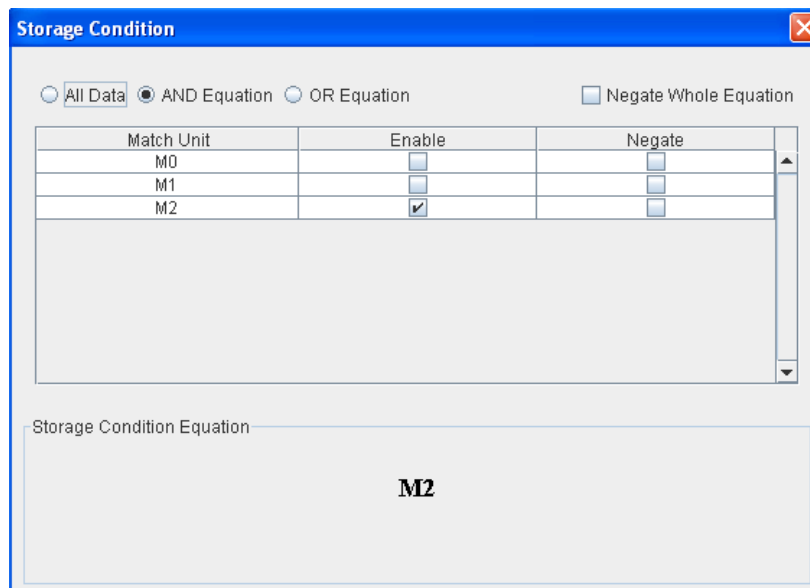 Storage Condition
All Data AND Equation OR Equation Negate Whole Equation
Match Unit Enable Negate
M0
M1
M2
Storage Condition Equation
M2